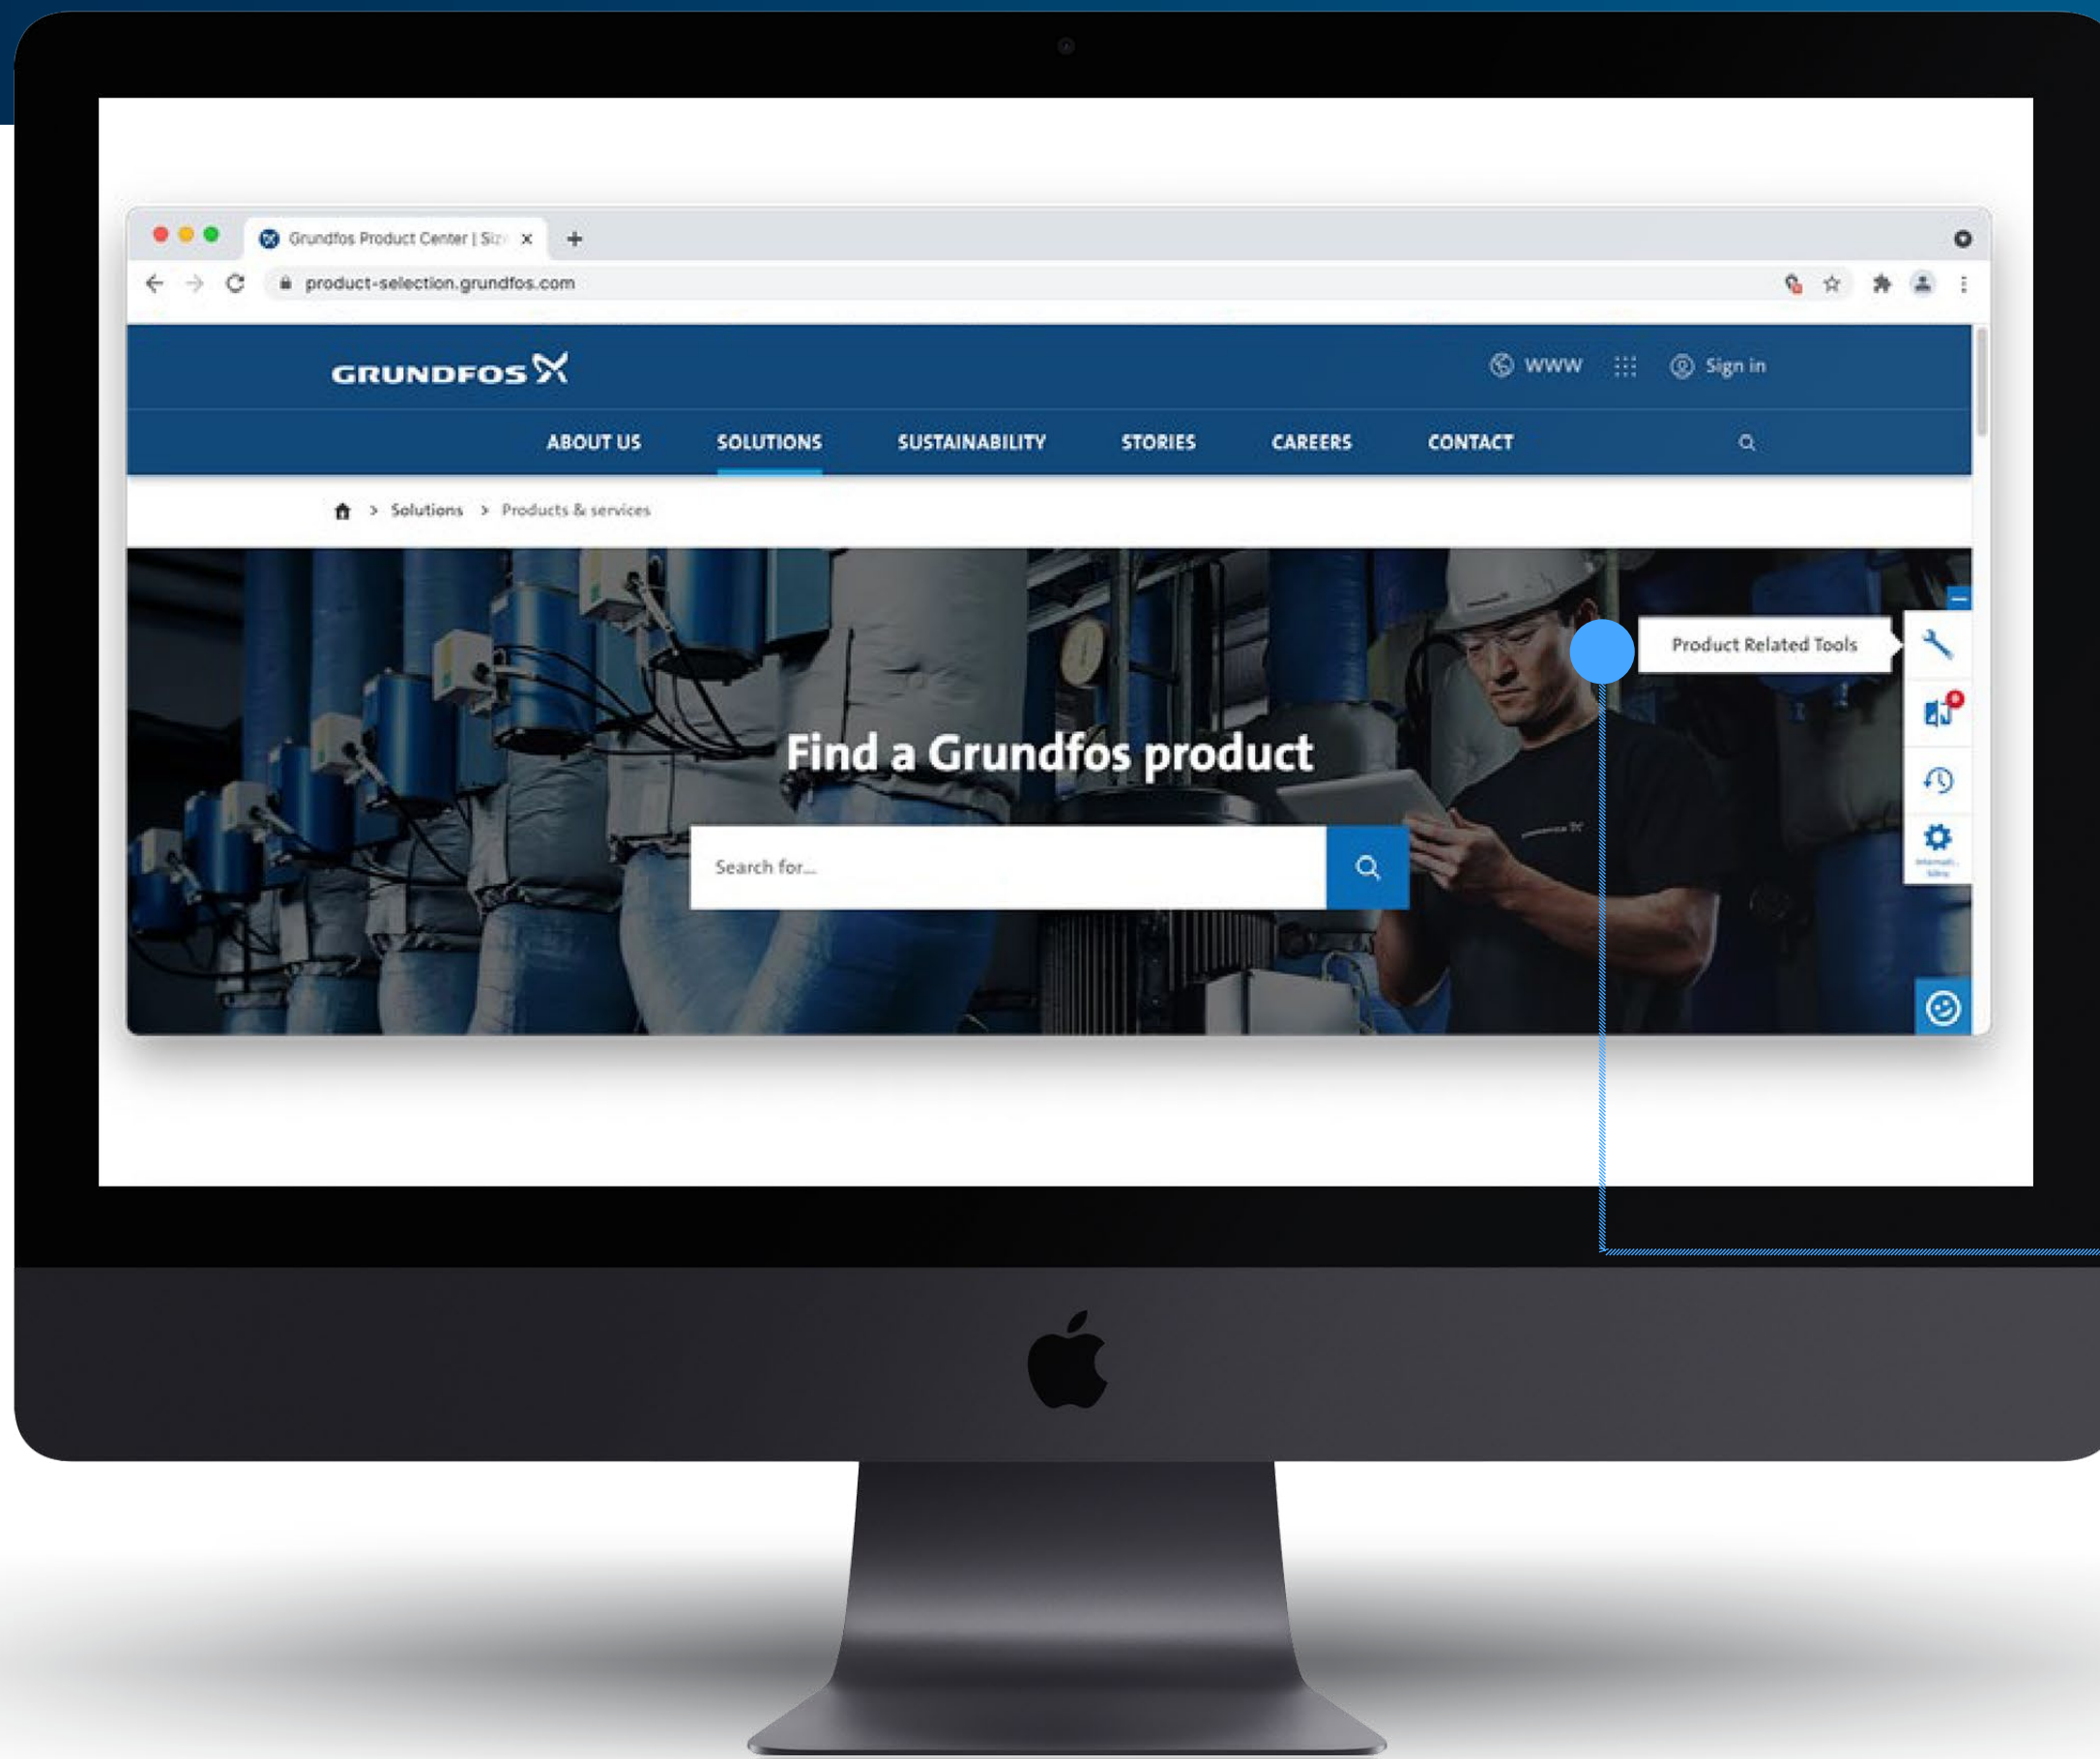 Grundfos Product Center | Siz
product-selection.grundfos.com
GRUNDFOS
WWW
Sign in
ABOUT US SOLUTIONS SUSTAINABILITY STORIES CAREERS CONTACT
> Solutions > Products & services
Product Related Tools
Find a Grundfos product
Search for...